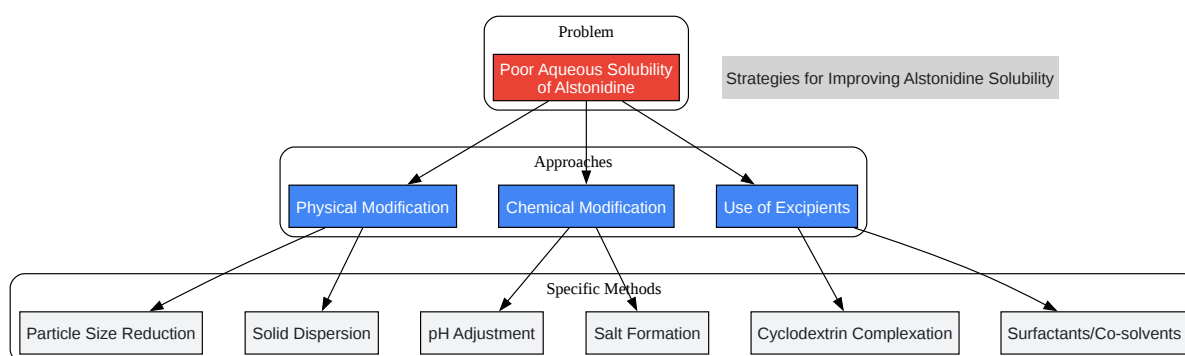 Problem
Poor Aqueous Solubility
of Alstonidine
Strategies for Improving Alstonidine Solubility
Approaches
Physical Modification
Chemical Modification
Use of Excipients
Specific Methods
Particle Size Reduction
Solid Dispersion
pH Adjustment
Salt Formation
Cyclodextrin Complexation
Surfactants/Co-solvents